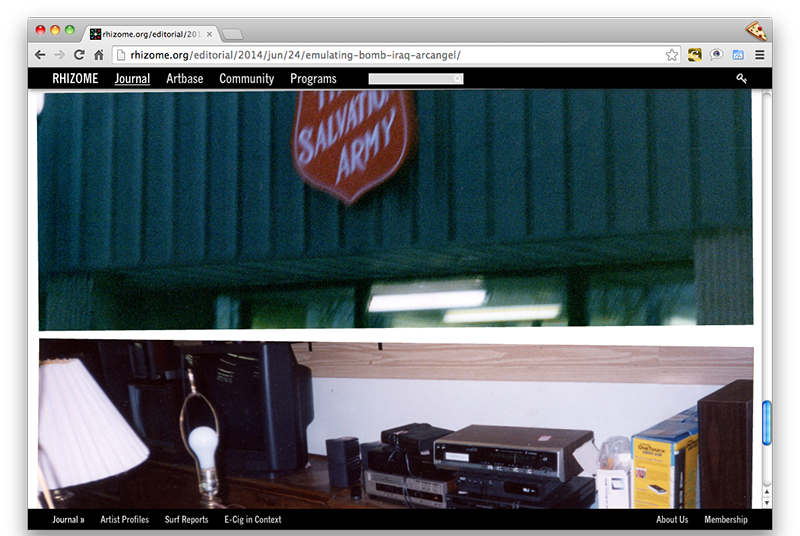 rhizome.org/editorial/201
rhizome.org/editorial/2014/jun/24/emulating-bomb-iraq-arcangel/
RHIZOME Journal Artbase Community Programs
SALVATION
ARMY
ONETOUCH
Journal » Artist Profiles Surf Reports E-Cig in Context About Us Membership